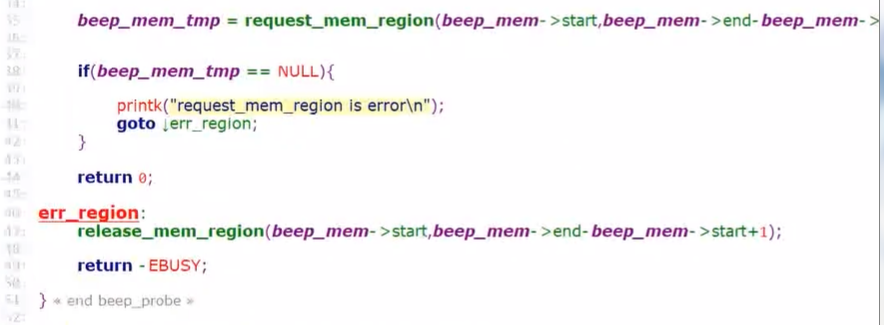 beep_mem_tmp = request_mem_region(beep_mem->start,beep_mem->end-beep_mem->
if(beep_mem_tmp == NULL){
printk("request_mem_region is error\n");
goto ↓err_region;
}
return 0;
err_region:
release_mem_region(beep_mem->start,beep_mem->end-beep_mem->start+1);
return -EBUSY;
} « end beep_probe »